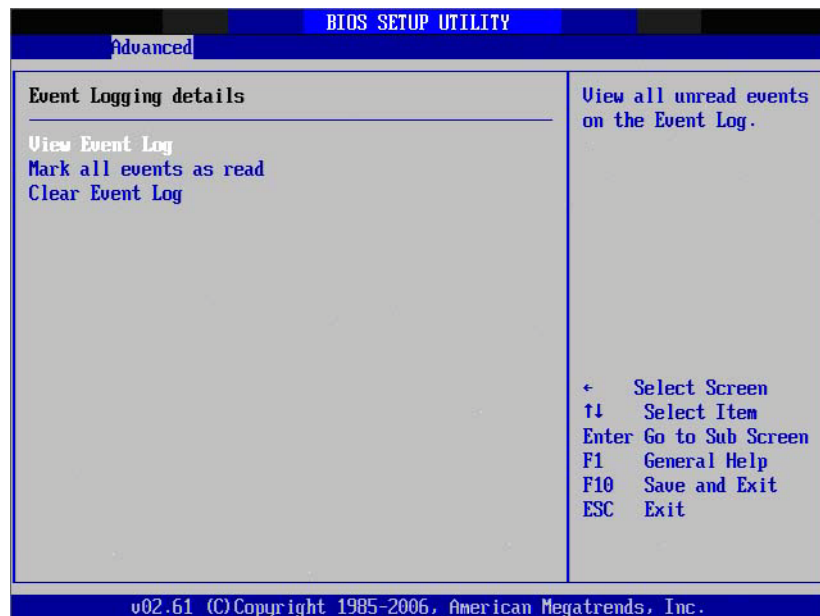 BIOS SETUP UTILITY
Advanced
Event Logging details
View Event Log
Mark all events as read
Clear Event Log
View all unread events
on the Event Log.
← Select Screen
↑↓ Select Item
Enter Go to Sub Screen
F1 General Help
F10 Save and Exit
ESC Exit
v02.61 (C)Copyright 1985-2006, American Megatrends, Inc.